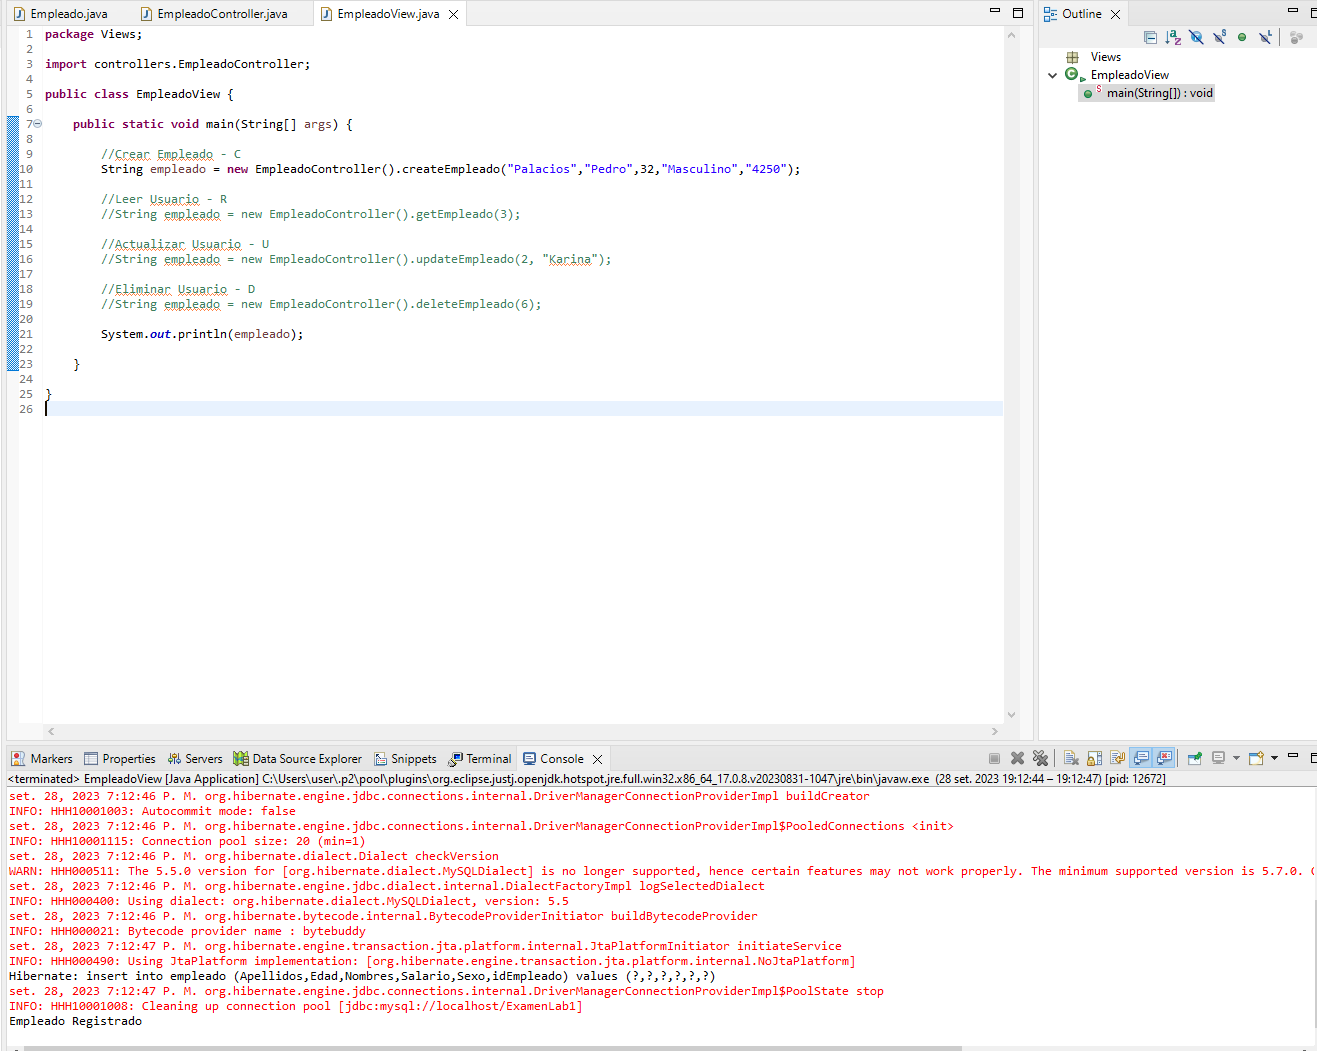 Empleado.java EmpleadoController.java EmpleadoView.java
1 package Views;
2
3 import controllers.EmpleadoController;
4
5 public class EmpleadoView {
6
7 public static void main(String[] args) {
8
9 //Crear Empleado - C
10 String empleado = new EmpleadoController().createEmpleado("Palacios","Pedro",32,"Masculino","4250");
11
12 //Leer Usuario - R
13 //String empleado = new EmpleadoController().getEmpleado(3);
14
15 //Actualizar Usuario - U
16 //String empleado = new EmpleadoController().updateEmpleado(2, "Karina");
17
18 //Eliminar Usuario - D
19 //String empleado = new EmpleadoController().deleteEmpleado(6);
20
21 System.out.println(empleado);
22
23 }
24
25 }
26
Outline
Views
EmpleadoView
main(String[]) : void
Markers Properties Servers Data Source Explorer Snippets Terminal Console
<terminated> EmpleadoView [Java Application] C:\Users\user\.p2\pool\plugins\org.eclipse.justj.openjdk.hotspot.jre.full.win32.x86_64_17.0.8.v20230831-1047\jre\bin\javaw.exe (28 set. 2023 19:12:44 – 19:12:47) [pid: 12672]
set. 28, 2023 7:12:46 P. M. org.hibernate.engine.jdbc.connections.internal.DriverManagerConnectionProviderImpl buildCreator
INFO: HHH10001003: Autocommit mode: false
set. 28, 2023 7:12:46 P. M. org.hibernate.engine.jdbc.connections.internal.DriverManagerConnectionProviderImpl$PooledConnections <init>
INFO: HHH10001115: Connection pool size: 20 (min=1)
set. 28, 2023 7:12:46 P. M. org.hibernate.dialect.Dialect checkVersion
WARN: HHH000511: The 5.5.0 version for [org.hibernate.dialect.MySQLDialect] is no longer supported, hence certain features may not work properly. The minimum supported version is 5.7.0.
set. 28, 2023 7:12:46 P. M. org.hibernate.engine.jdbc.dialect.internal.DialectFactoryImpl logSelectedDialect
INFO: HHH000400: Using dialect: org.hibernate.dialect.MySQLDialect, version: 5.5
set. 28, 2023 7:12:46 P. M. org.hibernate.bytecode.internal.BytecodeProviderInitiator buildBytecodeProvider
INFO: HHH000021: Bytecode provider name : bytebuddy
set. 28, 2023 7:12:47 P. M. org.hibernate.engine.transaction.jta.platform.internal.JtaPlatformInitiator initiateService
INFO: HHH000490: Using JtaPlatform implementation: [org.hibernate.engine.transaction.jta.platform.internal.NoJtaPlatform]
Hibernate: insert into empleado (Apellidos,Edad,Nombres,Salario,Sexo,idEmpleado) values (?,?,?,?,?,?)
set. 28, 2023 7:12:47 P. M. org.hibernate.engine.jdbc.connections.internal.DriverManagerConnectionProviderImpl$PoolState stop
INFO: HHH10001008: Cleaning up connection pool [jdbc:mysql://localhost/ExamenLab1]
Empleado Registrado